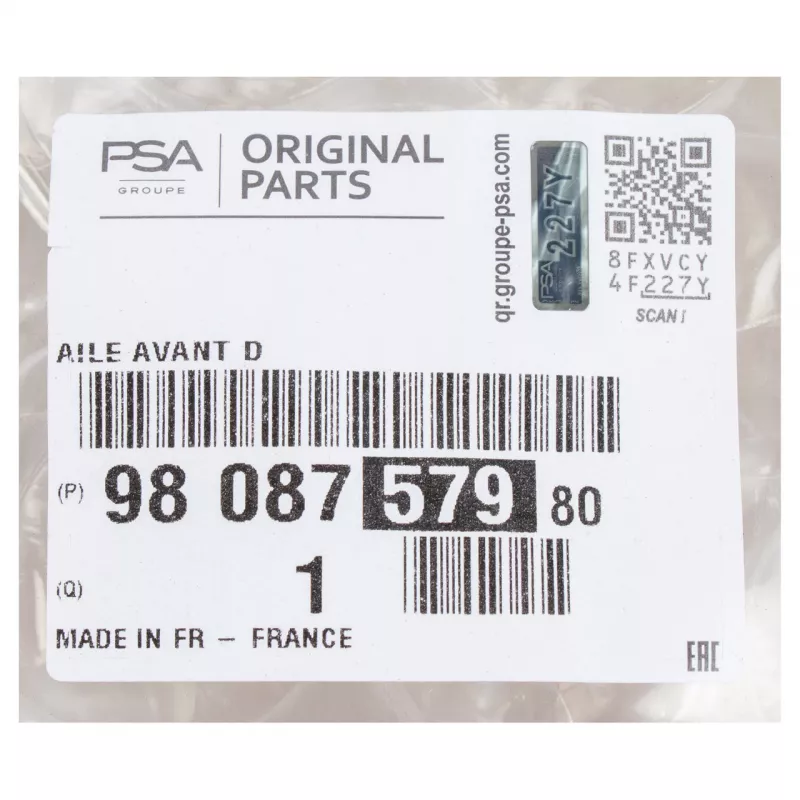 PSA
GROUPE
ORIGINAL
PARTS
qr.groupe-psa.com
PSA
227Y
8FXVCY
4F227Y
SCAN !
AILE AVANT D
(P) 98 087 579 80
(Q) 1
MADE IN FR – FRANCE
EAC